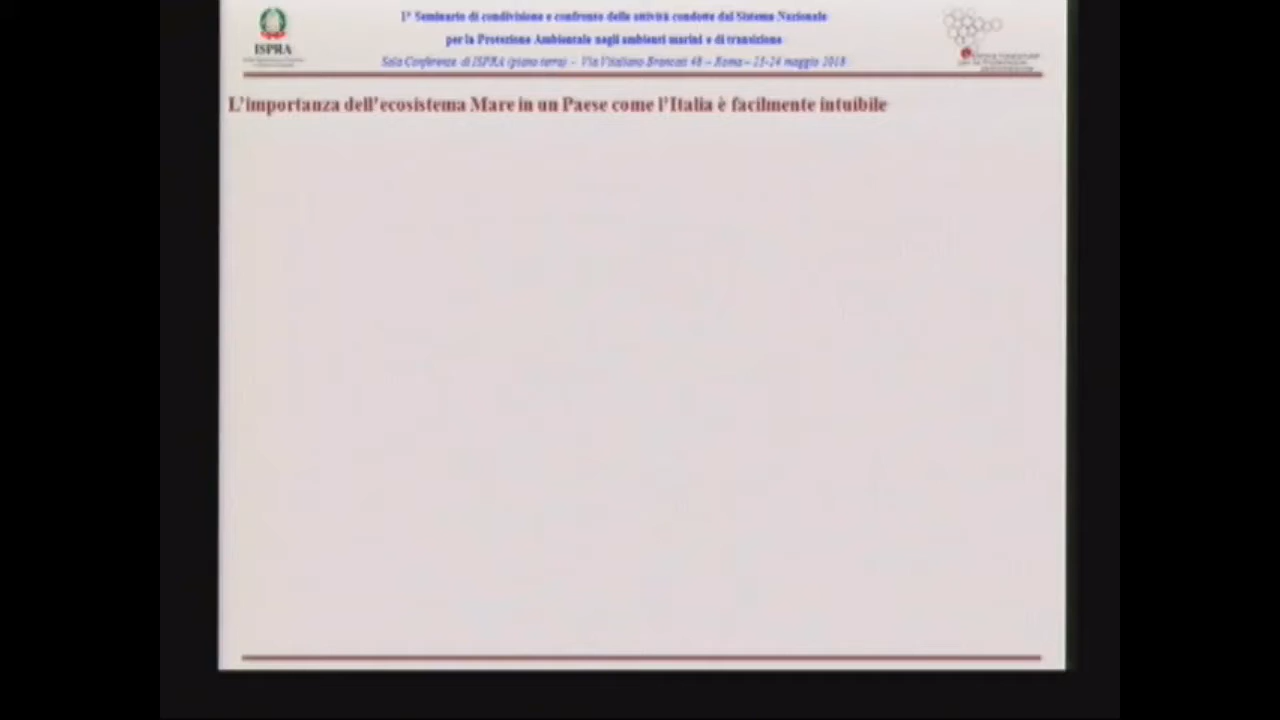 1° Seminario di condivisione e confronto delle attività condotte dal Sistema Nazionale
per la Protezione Ambientale negli ambienti marini e di transizione
Sala Conferenze di ISPRA (piano terra) - Via Vitaliano Brancati 48 – Roma – 23-24 maggio 2018
ISPRA
L'importanza dell'ecosistema Mare in un Paese come l'Italia è facilmente intuibile